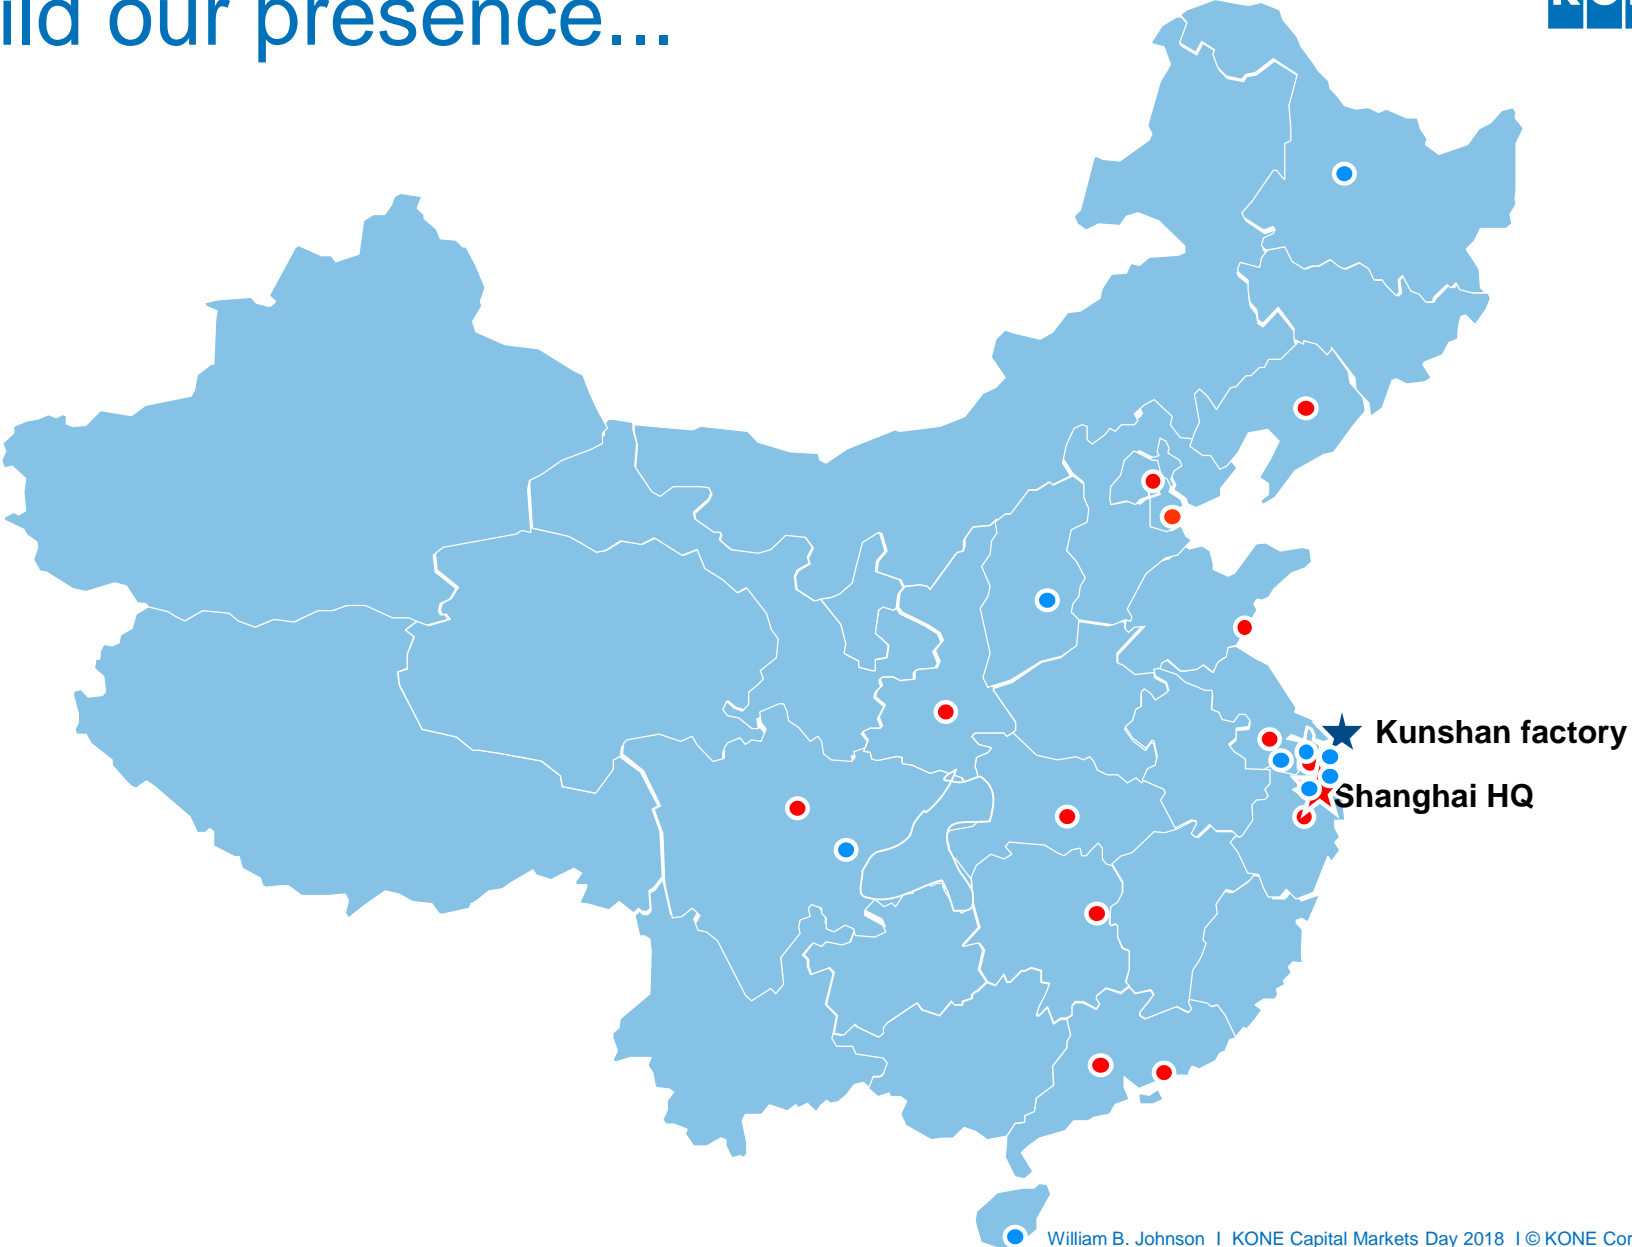 ild our presence...
Kunshan factory
Shanghai HQ
William B. Johnson I KONE Capital Markets Day 2018 I © KONE Cor